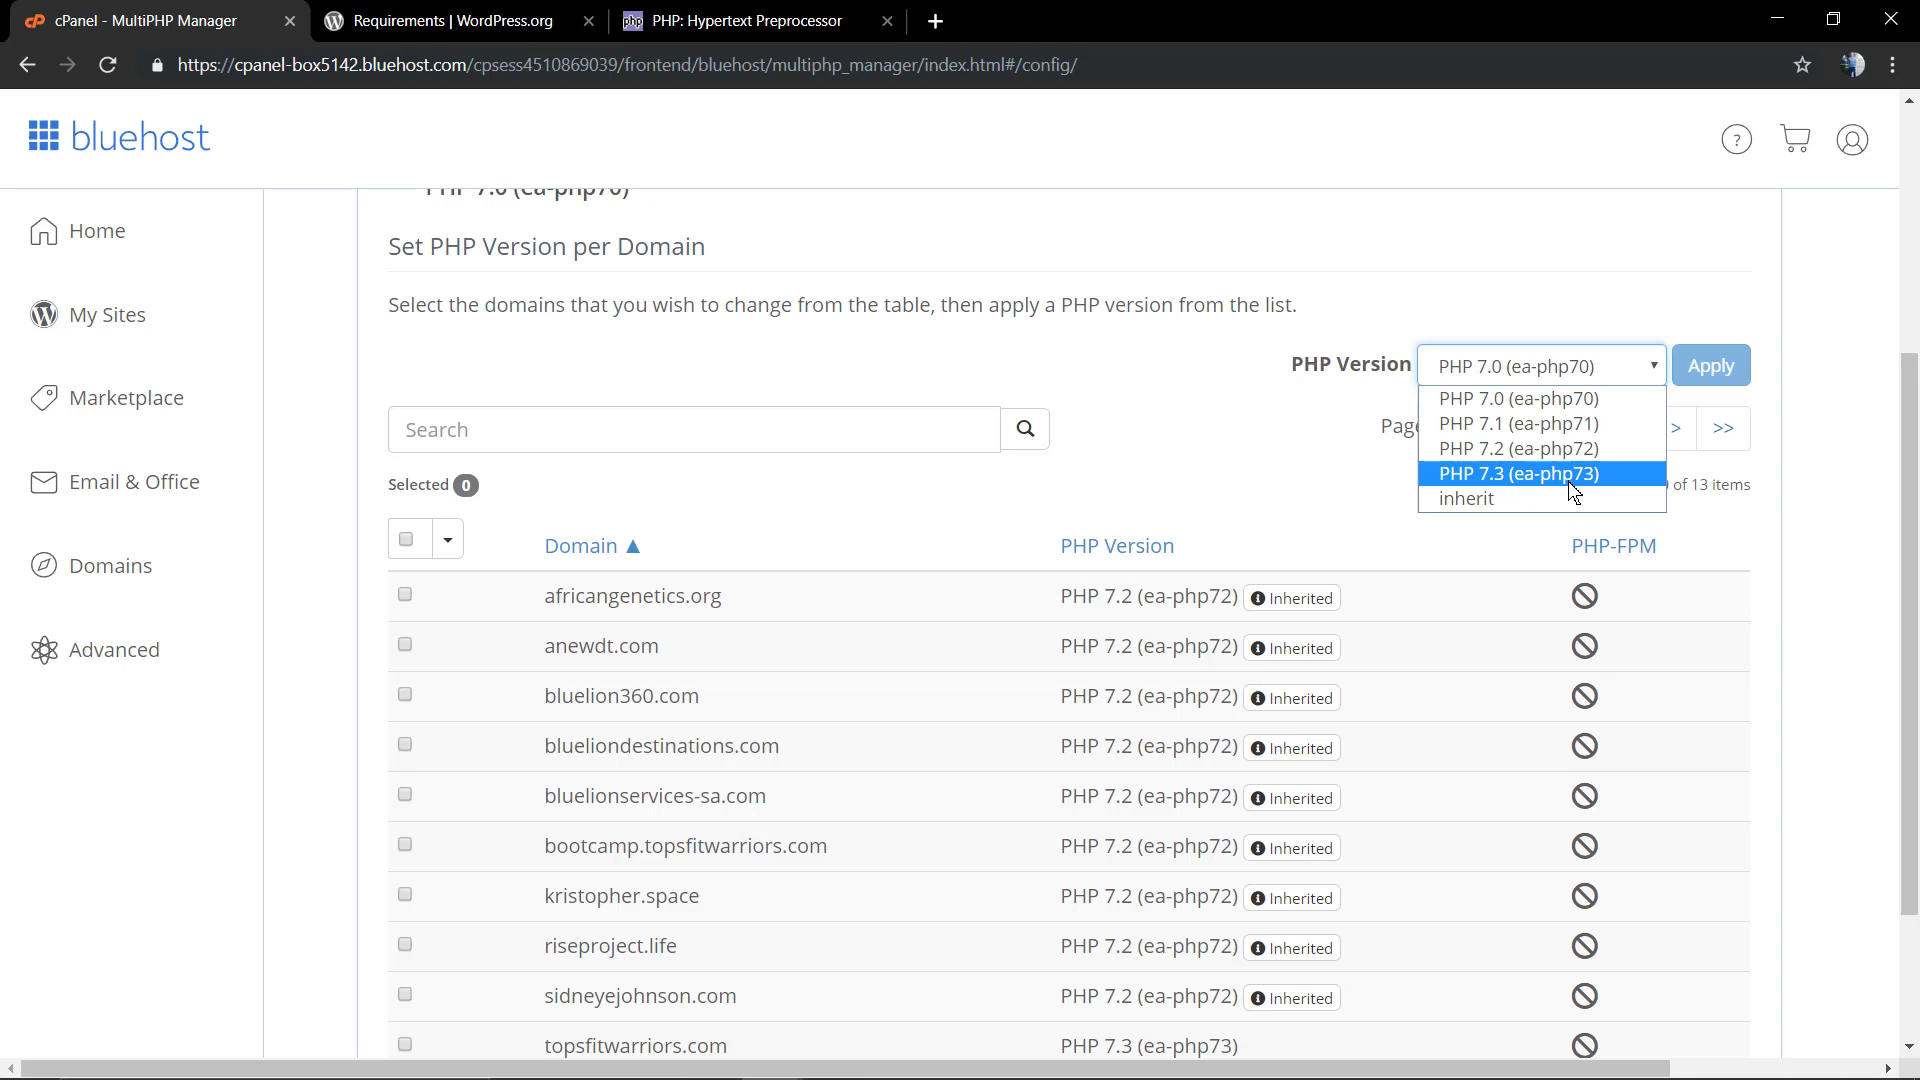 cPanel - MultiPHP Manager
Requirements | WordPress.org
php PHP: Hypertext Preprocessor
https://cpanel-box5142.bluehost.com/cpsess4510869039/frontend/bluehost/multiphp_manager/index.html#/config/
bluehost
?
PHP 7.0 (ea-php70)
Home
My Sites
Marketplace
Email & Office
Domains
Advanced
Set PHP Version per Domain
Select the domains that you wish to change from the table, then apply a PHP version from the list.
PHP Version PHP 7.0 (ea-php70) Apply
PHP 7.0 (ea-php70)
PHP 7.1 (ea-php71)
PHP 7.2 (ea-php72)
PHP 7.3 (ea-php73)
inherit
Search
> >>
Selected 0
of 13 items
Domain ▲ PHP Version PHP-FPM
africangenetics.org PHP 7.2 (ea-php72) Inherited
anewdt.com PHP 7.2 (ea-php72) Inherited
bluelion360.com PHP 7.2 (ea-php72) Inherited
blueliondestinations.com PHP 7.2 (ea-php72) Inherited
bluelionservices-sa.com PHP 7.2 (ea-php72) Inherited
bootcamp.topsfitwarriors.com PHP 7.2 (ea-php72) Inherited
kristopher.space PHP 7.2 (ea-php72) Inherited
riseproject.life PHP 7.2 (ea-php72) Inherited
sidneyejohnson.com PHP 7.2 (ea-php72) Inherited
topsfitwarriors.com PHP 7.3 (ea-php73)